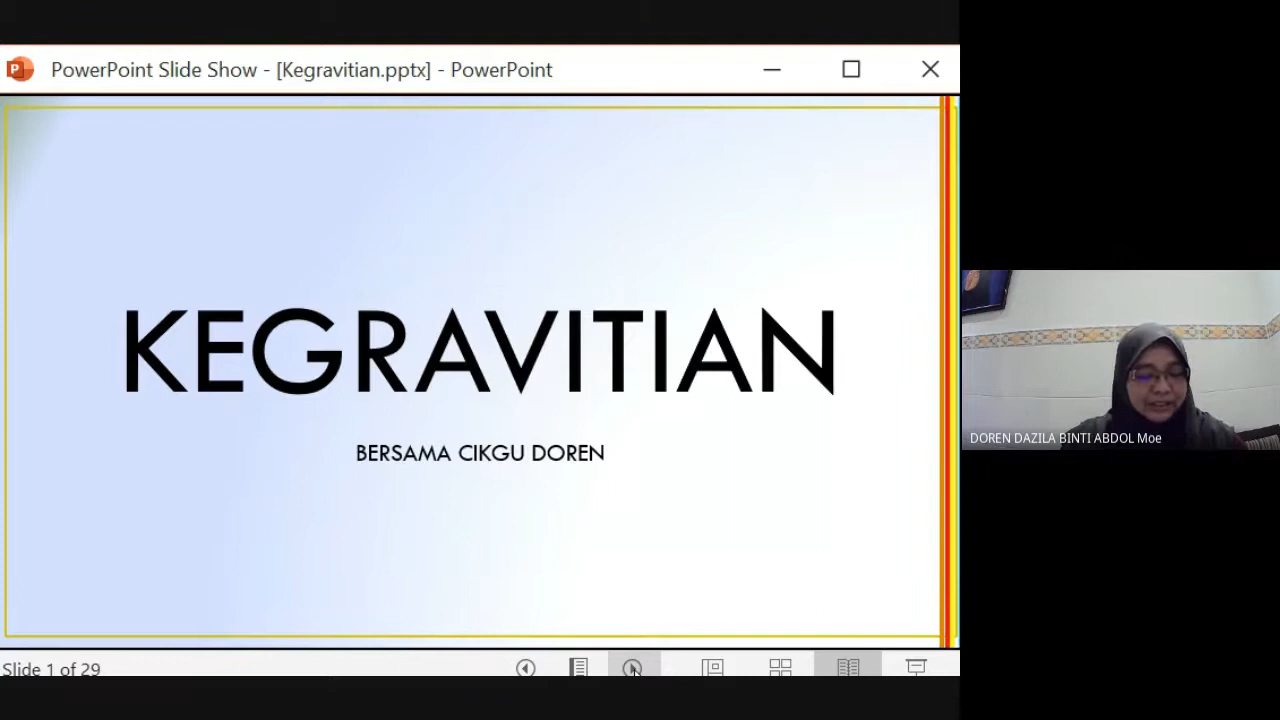 PowerPoint Slide Show - [Kegravitian.pptx] - PowerPoint
KEGRAVITIAN
BERSAMA CIKGU DOREN
DOREN DAZILA BINTI ABDOL Moe
Slide 1 of 29